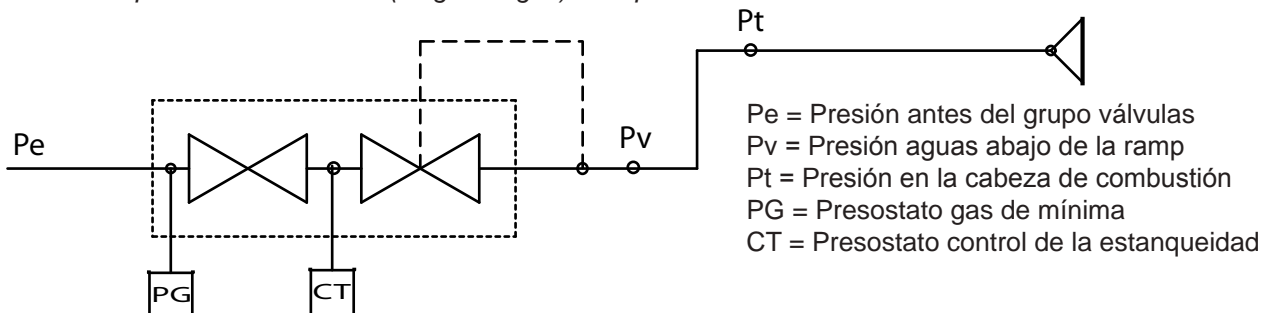 Pt
Pe
Pv
PG
CT
Pe = Presión antes del grupo válvulas
Pv = Presión aguas abajo de la ramp
Pt = Presión en la cabeza de combustión
PG = Presostato gas de mínima
CT = Presostato control de la estanqueidad